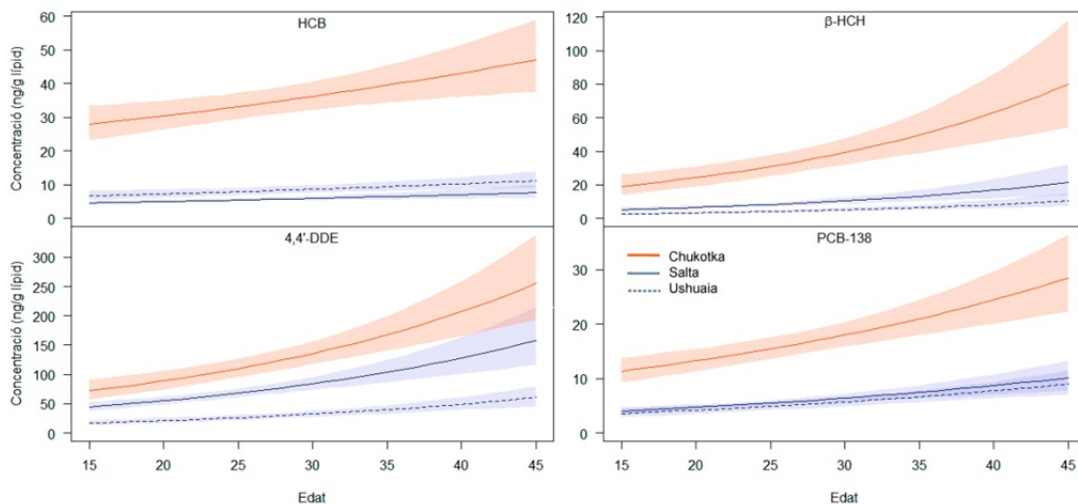 HCB
β-HCH
Concentració (ng/g lípid)
60
50
40
30
20
10
0
120
100
80
60
40
20
0
4,4'-DDE
PCB-138
Concentració (ng/g lípid)
300
250
200
150
100
50
0
30
20
10
0
Chukotka
Salta
Ushuaia
15 20 25 30 35 40 45
15 20 25 30 35 40 45
Edat
Edat